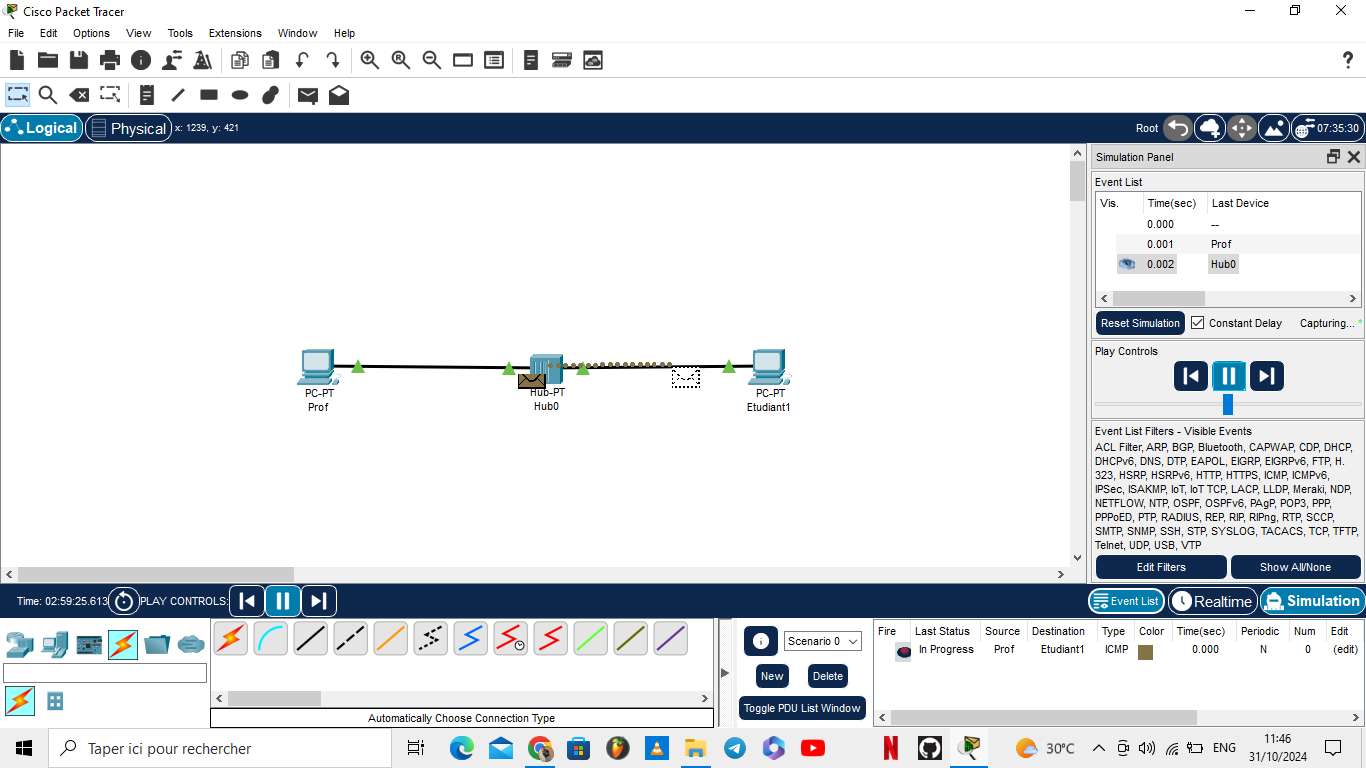 Cisco Packet Tracer
File Edit Options View Tools Extensions Window Help
?
Logical Physical x: 1239, y: 421 Root 07:35:30
Simulation Panel
Event List
Vis. Time(sec) Last Device
0.000 --
0.001 Prof
0.002 Hub0
Reset Simulation Constant Delay Capturing... *
Play Controls
PC-PT
Prof
Hub-PT
Hub0
PC-PT
Etudiant1
Event List Filters - Visible Events
ACL Filter, ARP, BGP, Bluetooth, CAPWAP, CDP, DHCP,
DHCPv6, DNS, DTP, EAPOL, EIGRP, EIGRPv6, FTP, H.
323, HSRP, HSRPv6, HTTP, HTTPS, ICMP, ICMPv6,
IPSec, ISAKMP, IoT, IoT TCP, LACP, LLDP, Meraki, NDP,
NETFLOW, NTP, OSPF, OSPFv6, PAgP, POP3, PPP,
PPPoED, PTP, RADIUS, REP, RIP, RIPng, RTP, SCCP,
SMTP, SNMP, SSH, STP, SYSLOG, TACACS, TCP, TFTP,
Telnet, UDP, USB, VTP
Edit Filters Show All/None
Time: 02:59:25.613 PLAY CONTROLS: Event List Realtime Simulation
Scenario 0
New Delete
Toggle PDU List Window
Fire Last Status Source Destination Type Color Time(sec) Periodic Num Edit
In Progress Prof Etudiant1 ICMP 0.000 N 0 (edit)
Automatically Choose Connection Type
Taper ici pour rechercher 30°C ENG 11:46
31/10/2024